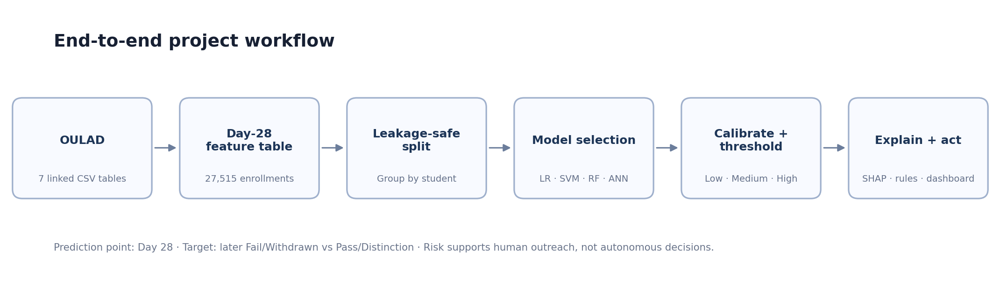 End-to-end project workflow
OULAD
7 linked CSV tables
Day-28
feature table
27,515 enrollments
Leakage-safe
split
Group by student
Model selection
LR · SVM · RF · ANN
Calibrate +
threshold
Low · Medium · High
Explain + act
SHAP · rules · dashboard
Prediction point: Day 28 · Target: later Fail/Withdrawn vs Pass/Distinction · Risk supports human outreach, not autonomous decisions.